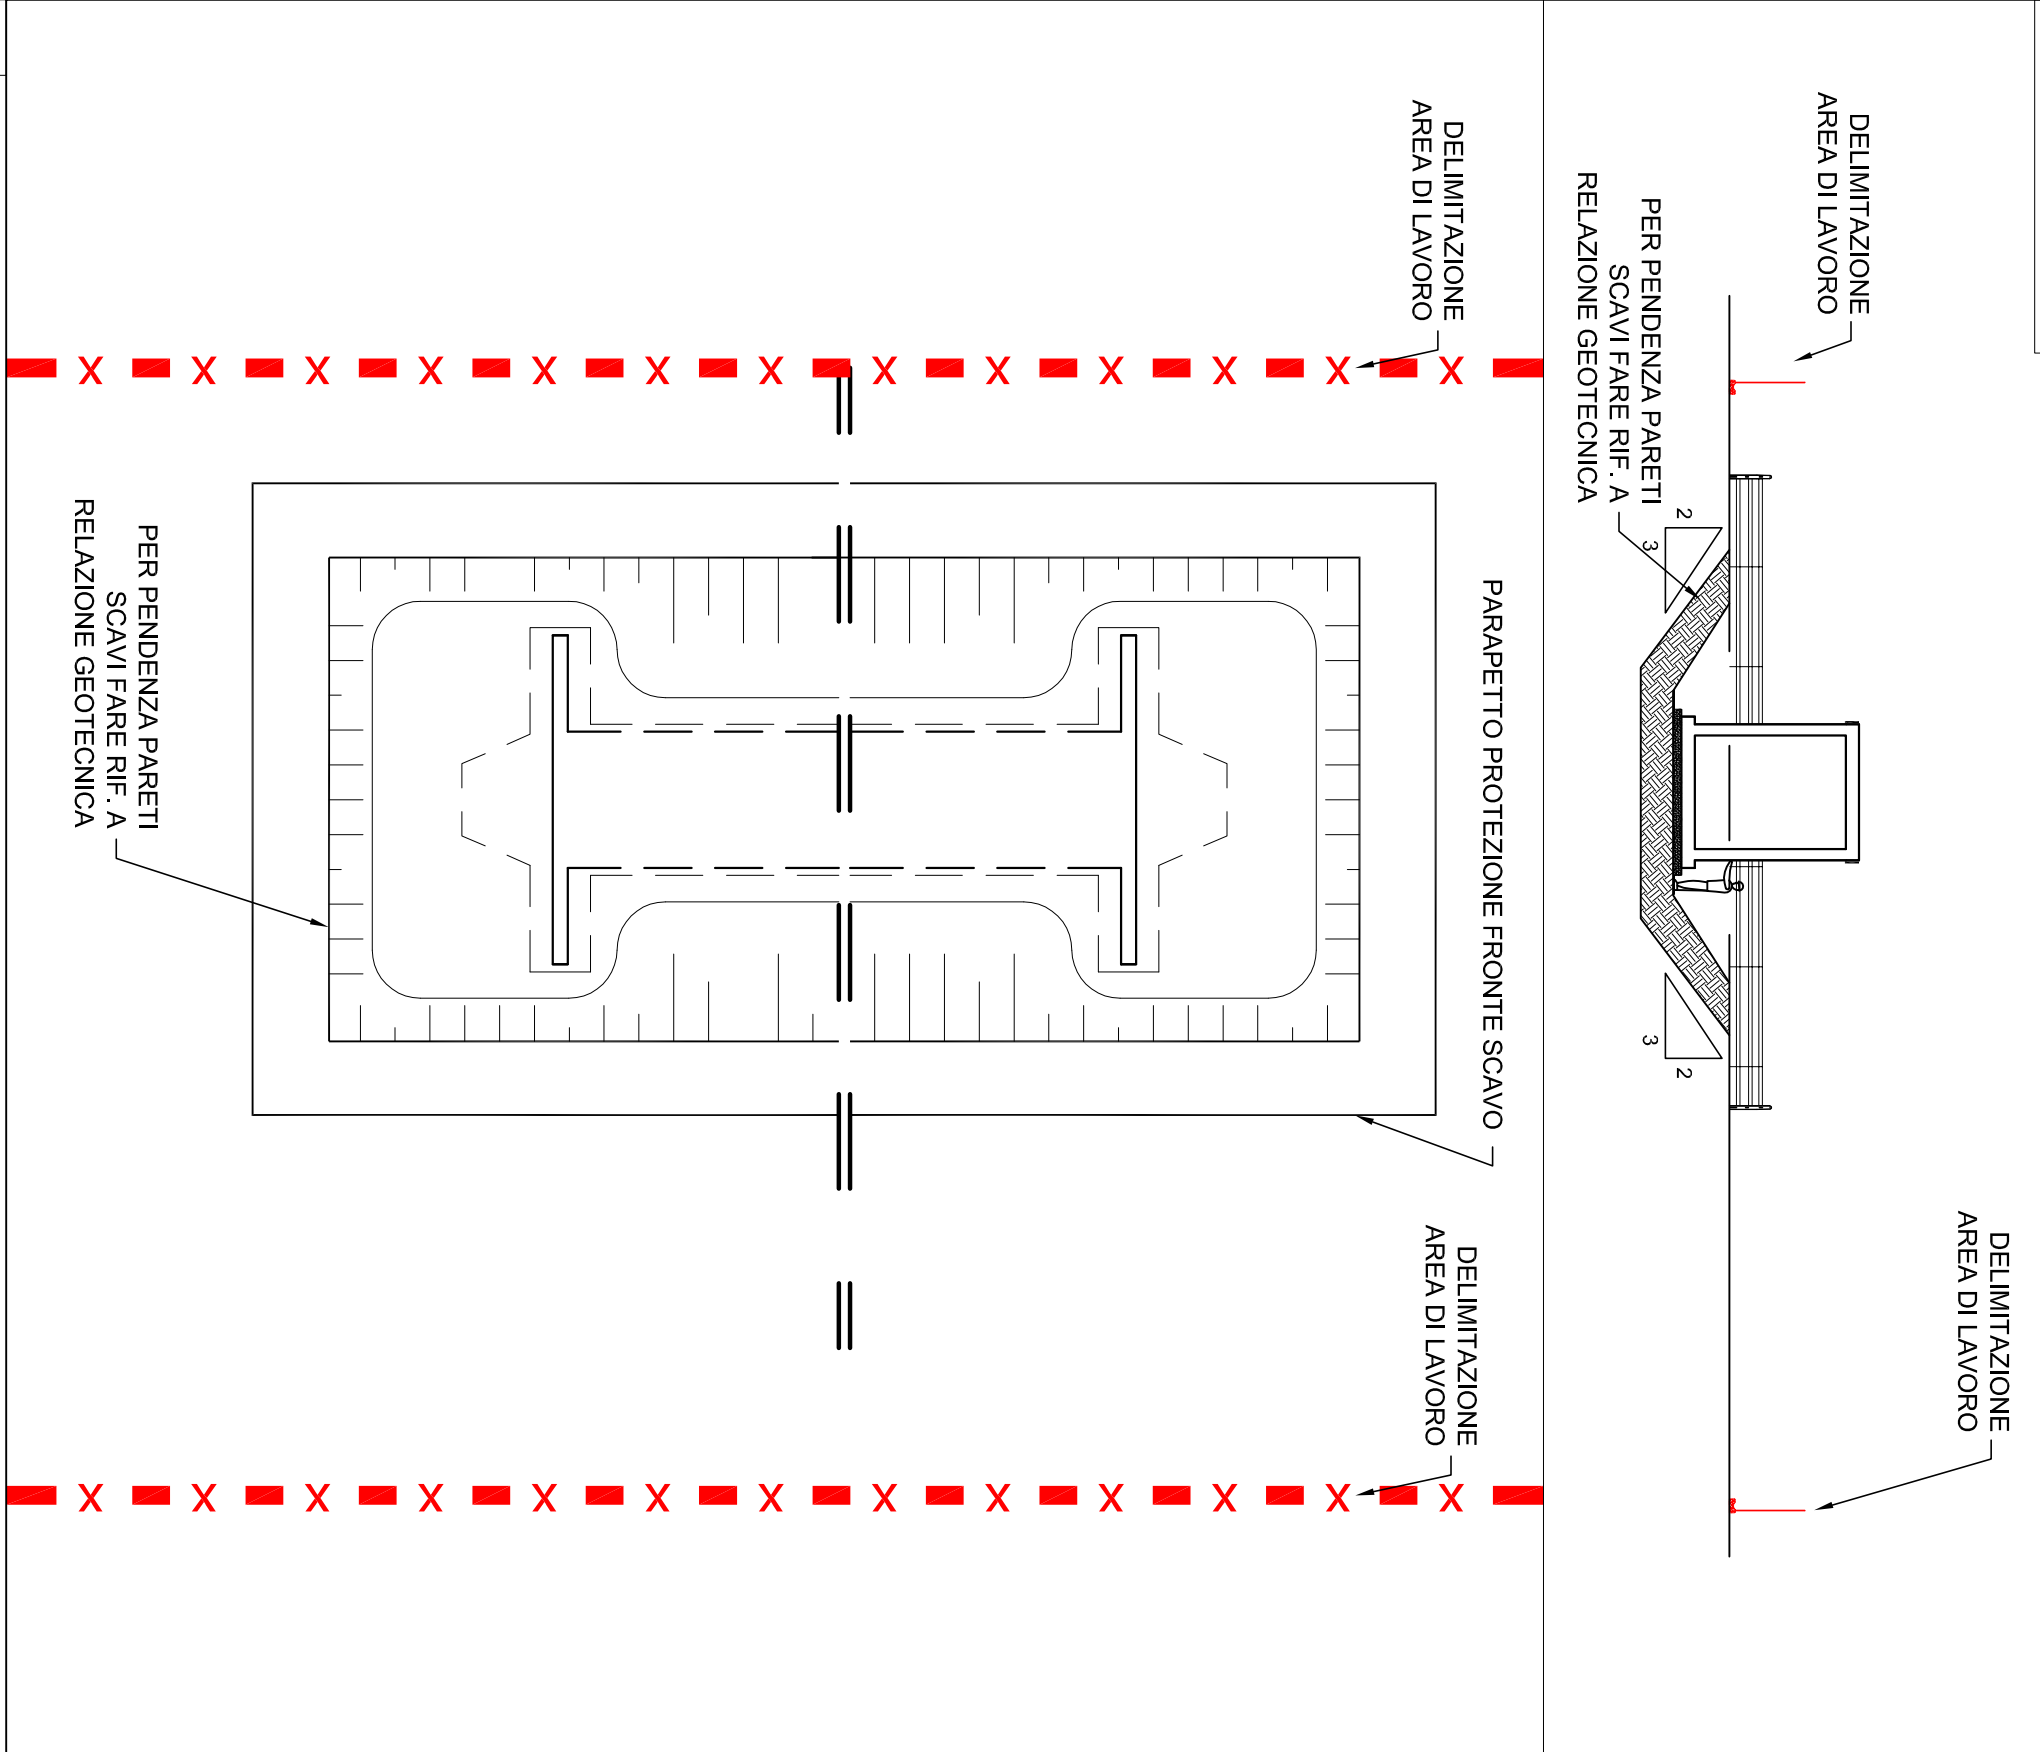 DELIMITAZIONE
AREA DI LAVORO
DELIMITAZIONE
AREA DI LAVORO
PER PENDENZA PARETI
SCAVI FARE RIF. A
RELAZIONE GEOTECNICA
2
3
3
2
DELIMITAZIONE
AREA DI LAVORO
PARAPETTO PROTEZIONE FRONTE SCAVO
DELIMITAZIONE
AREA DI LAVORO
X X X X X X X X X X X X X
X X X X X X X X X X X X X
PER PENDENZA PARETI
SCAVI FARE RIF. A
RELAZIONE GEOTECNICA